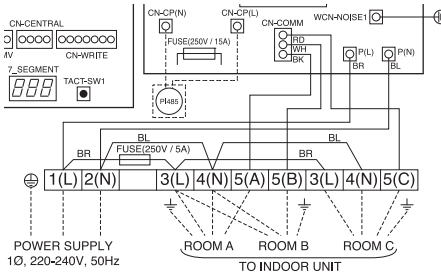 CN-CENTRAL
CN-CP(N)
CN-CP(L)
CN-COMM
WCN-NOISE1
MV
CN-WRITE
FUSE(250V / 15A)
RD
WH
BK
P(L)
P(N)
BR
BL
7_SEGMENT
TACT-SW1
PI485
BL
FUSE(250V / 5A)
BL
BR
BR
1(L)
2(N)
3(L)
4(N)
5(A)
5(B)
3(L)
4(N)
5(C)
POWER SUPPLY
1Ø, 220-240V, 50Hz
ROOM A
ROOM B
ROOM C
TO INDOOR UNIT